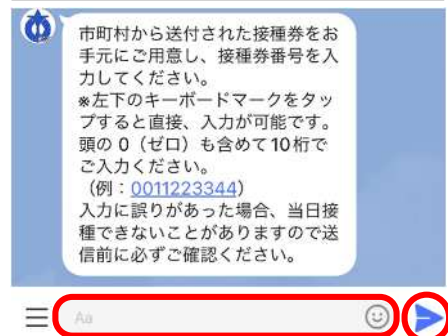 市町村から送付された接種券をお
手元にご用意し、接種券番号を入
力してください。
※左下のキーボードマークをタッ
プすると直接、入力が可能です。
頭の 0（ゼロ）も含めて10桁で
ご入力ください。
（例：0011223344）
入力に誤りがあった場合、当日接
種できないことがありますので送
信前に必ずご確認ください。
Aa